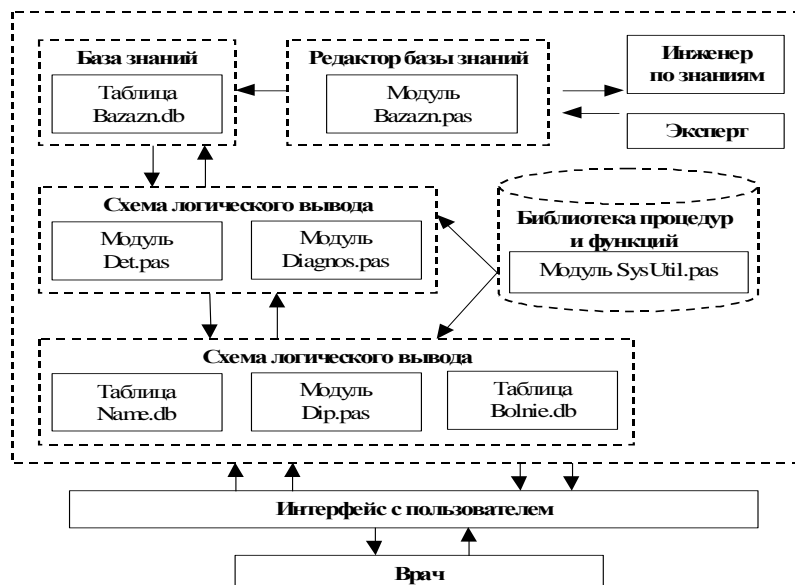 База знаний
Таблица
Bazazn.db
Редактор базы знаний
Модуль
Bazazn.pas
Инженер
по знаниям
Эксперт
Схема логического вывода
Модуль
Det.pas
Модуль
Diagnos.pas
Библиотека процедур
и функций
Модуль SysUtil.pas
Схема логического вывода
Таблица
Name.db
Модуль
Dip.pas
Таблица
Bolnie.db
Интерфейс с пользователем
Врач